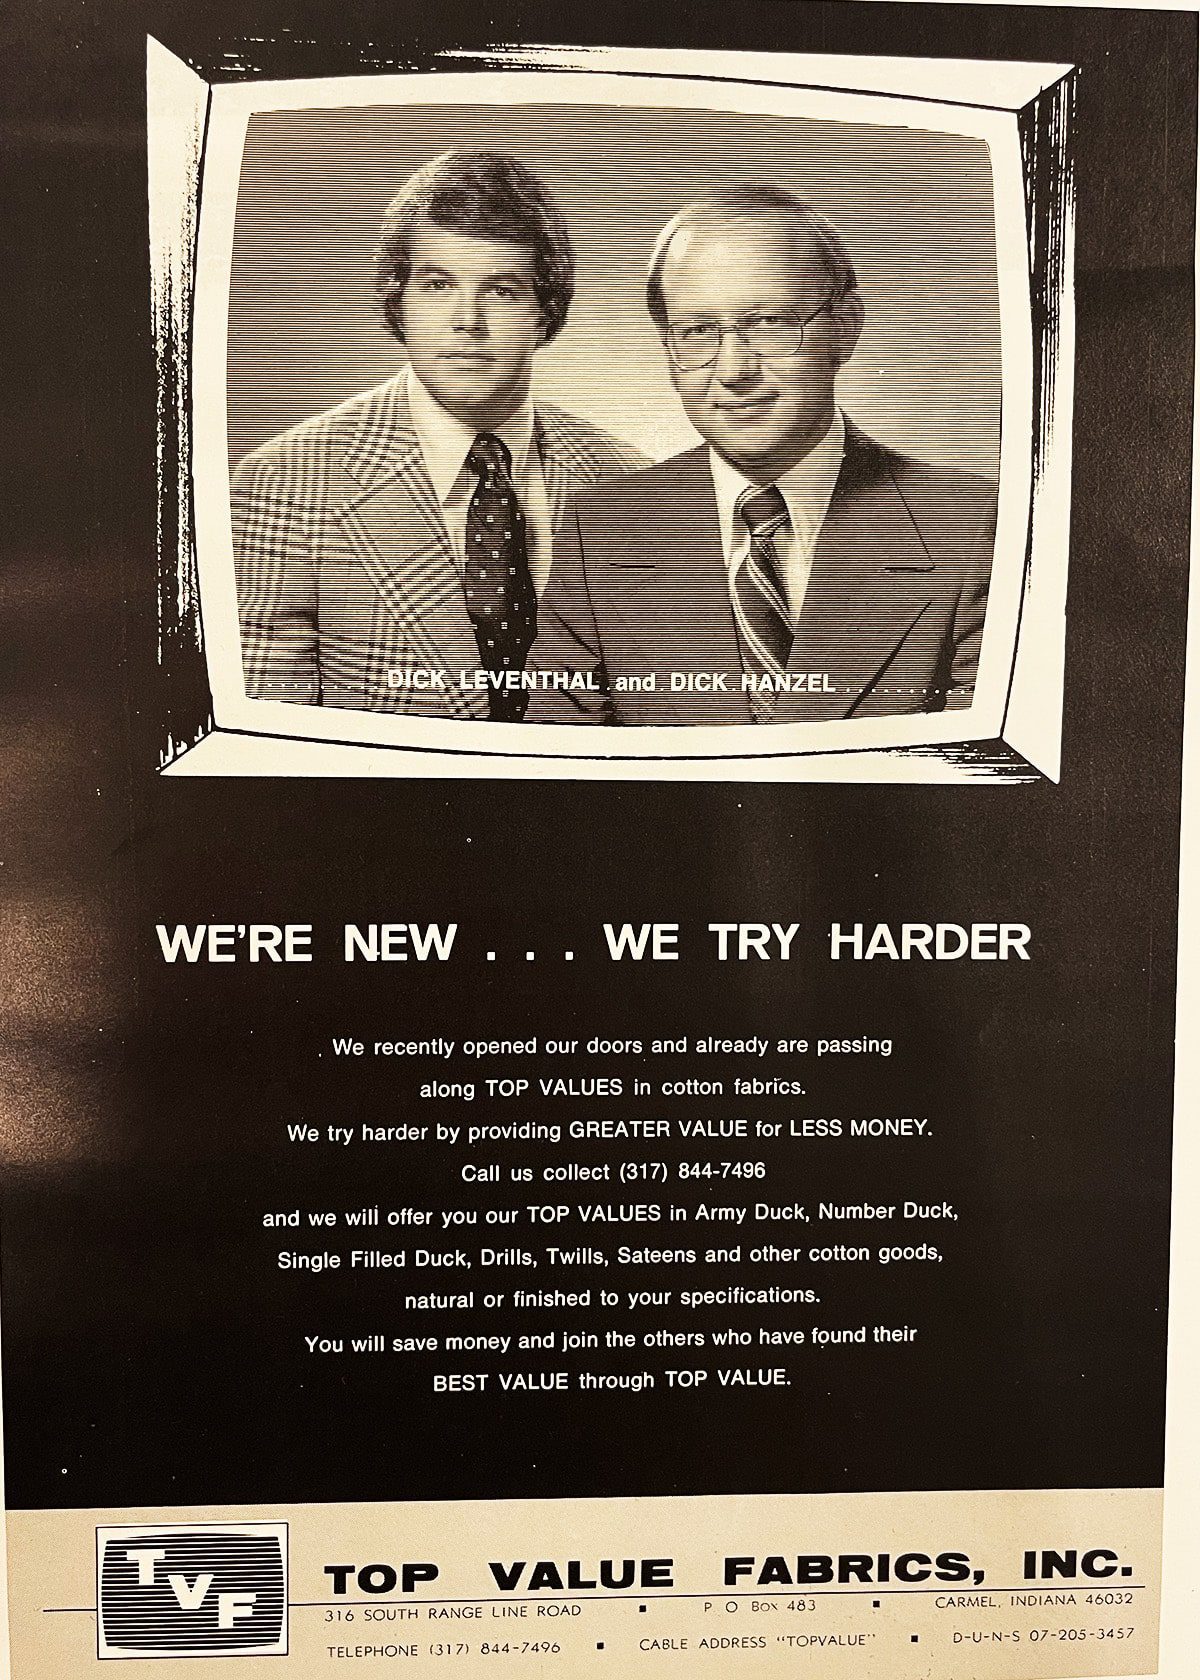 DICK LEVENTHAL and DICK HANZEL
WE'RE NEW . . . WE TRY HARDER
We recently opened our doors and already are passing
along TOP VALUES in cotton fabrics.
We try harder by providing GREATER VALUE for LESS MONEY.
Call us collect (317) 844-7496
and we will offer you our TOP VALUES in Army Duck, Number Duck,
Single Filled Duck, Drills, Twills, Sateens and other cotton goods,
natural or finished to your specifications.
You will save money and join the others who have found their
BEST VALUE through TOP VALUE.
TVF
TOP VALUE FABRICS, INC.
316 SOUTH RANGE LINE ROAD ▪ P. O Box 483 ▪ CARMEL, INDIANA 46032
TELEPHONE (317) 844-7496 ▪ CABLE ADDRESS "TOPVALUE" ▪ D-U-N-S 07-205-3457